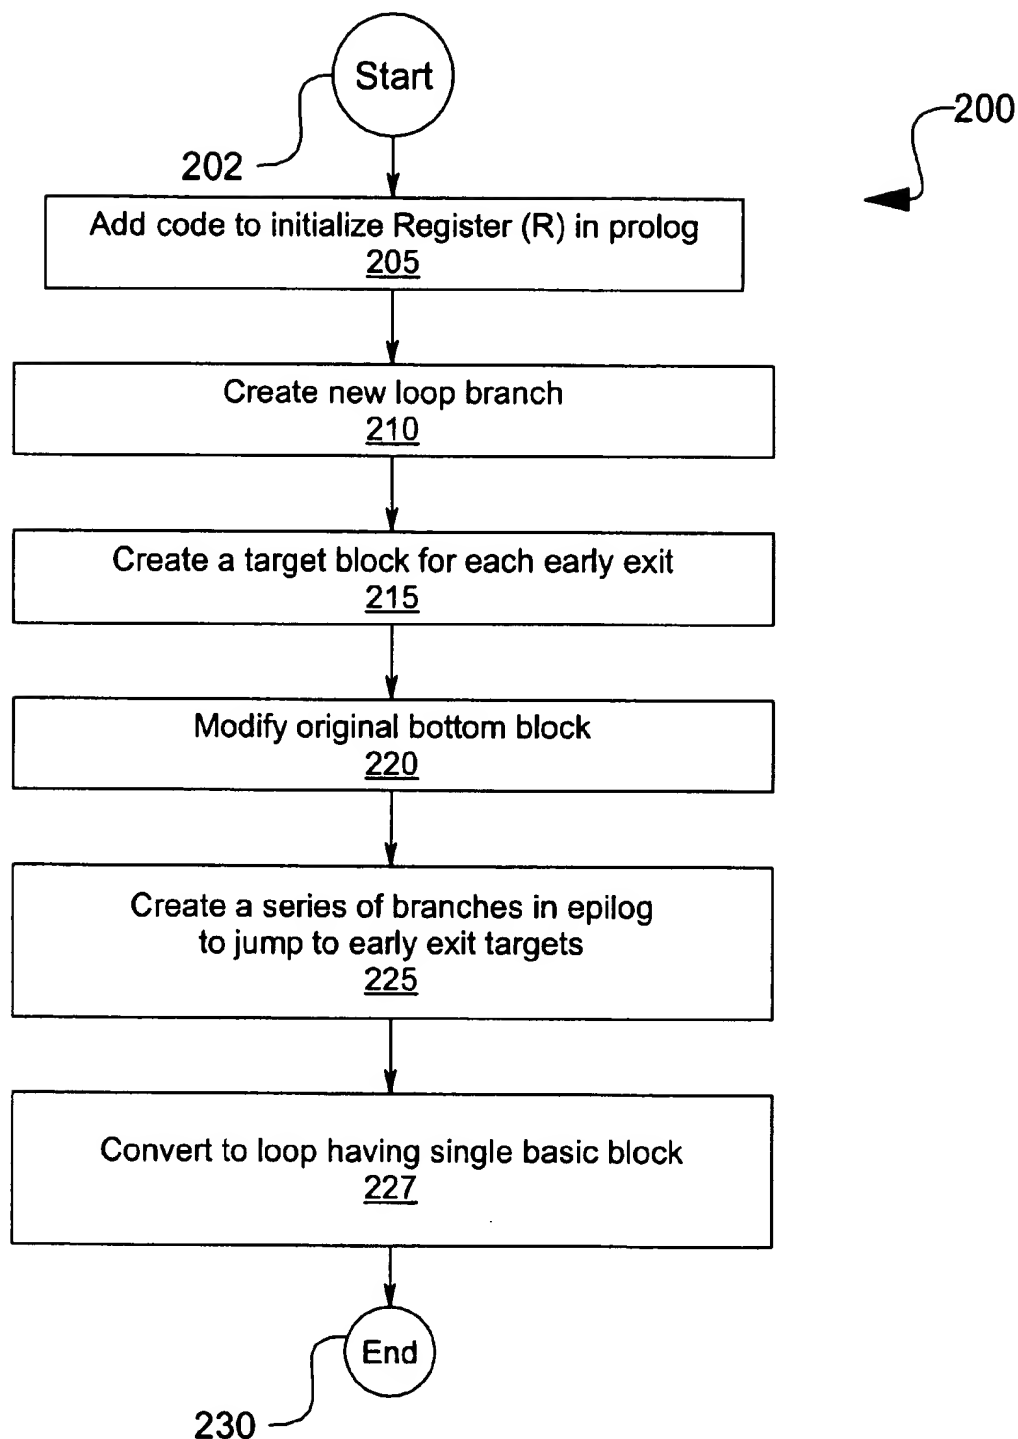 Start
200
202
Add code to initialize Register (R) in prolog
205
Create new loop branch
210
Create a target block for each early exit
215
Modify original bottom block
220
Create a series of branches in epilog
to jump to early exit targets
225
Convert to loop having single basic block
227
End
230